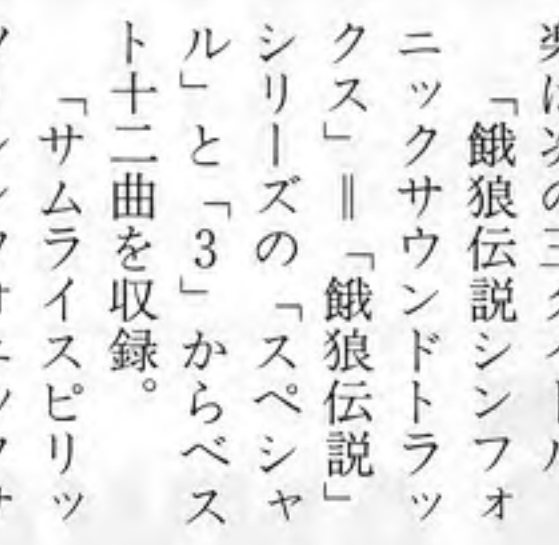 「餓狼伝説シンフォ
ニックサウンドトラッ
クス」＝「餓狼伝説」
シリーズの「スペシャ
ル」と「3」からベス
ト十二曲を収録。
「サムライスピリッ